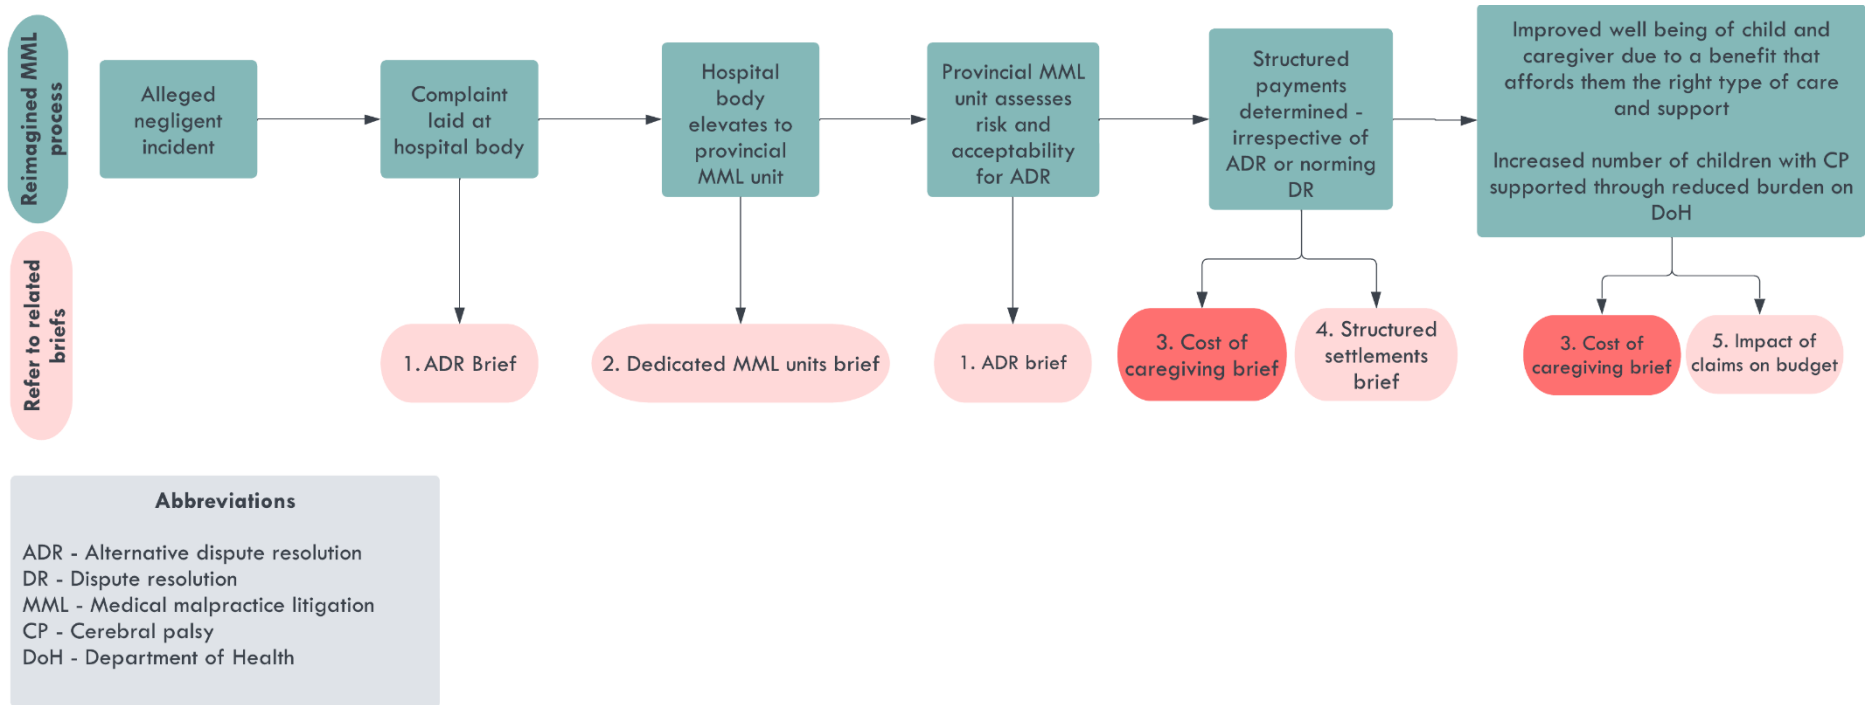 Reimagined MML
process
Alleged
negligent
incident
Complaint
laid at
hospital body
Hospital
body
elevates to
provincial
MML unit
Provincial MML
unit assesses
risk and
acceptability
for ADR
Structured
payments
determined -
irrespective of
ADR or norming
DR
Improved well being of child and
caregiver due to a benefit that
affords them the right type of care
and support
Increased number of children with CP
supported through reduced burden on
DoH
Refer to related
briefs
1. ADR Brief
2. Dedicated MML units brief
1. ADR brief
3. Cost of
caregiving brief
4. Structured
settlements
brief
3. Cost of
caregiving brief
5. Impact of
claims on budget
Abbreviations
ADR - Alternative dispute resolution
DR - Dispute resolution
MML - Medical malpractice litigation
CP - Cerebral palsy
DoH - Department of Health